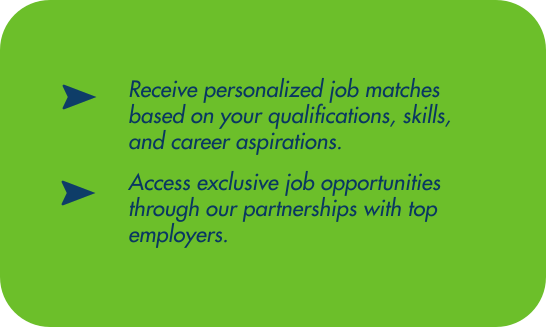 Receive personalized job matches
based on your qualifications, skills,
and career aspirations.
Access exclusive job opportunities
through our partnerships with top
employers.